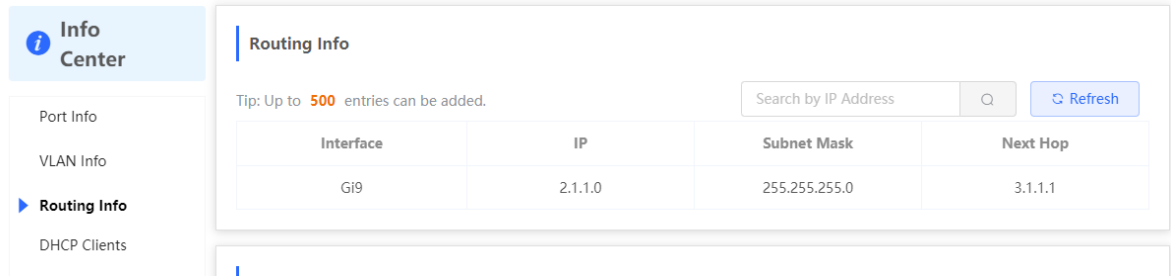 Info
Center
Port Info
VLAN Info
Routing Info
DHCP Clients
Routing Info
Tip: Up to 500 entries can be added.
Search by IP Address
Refresh
Interface IP Subnet Mask Next Hop
Gi9 2.1.1.0 255.255.255.0 3.1.1.1